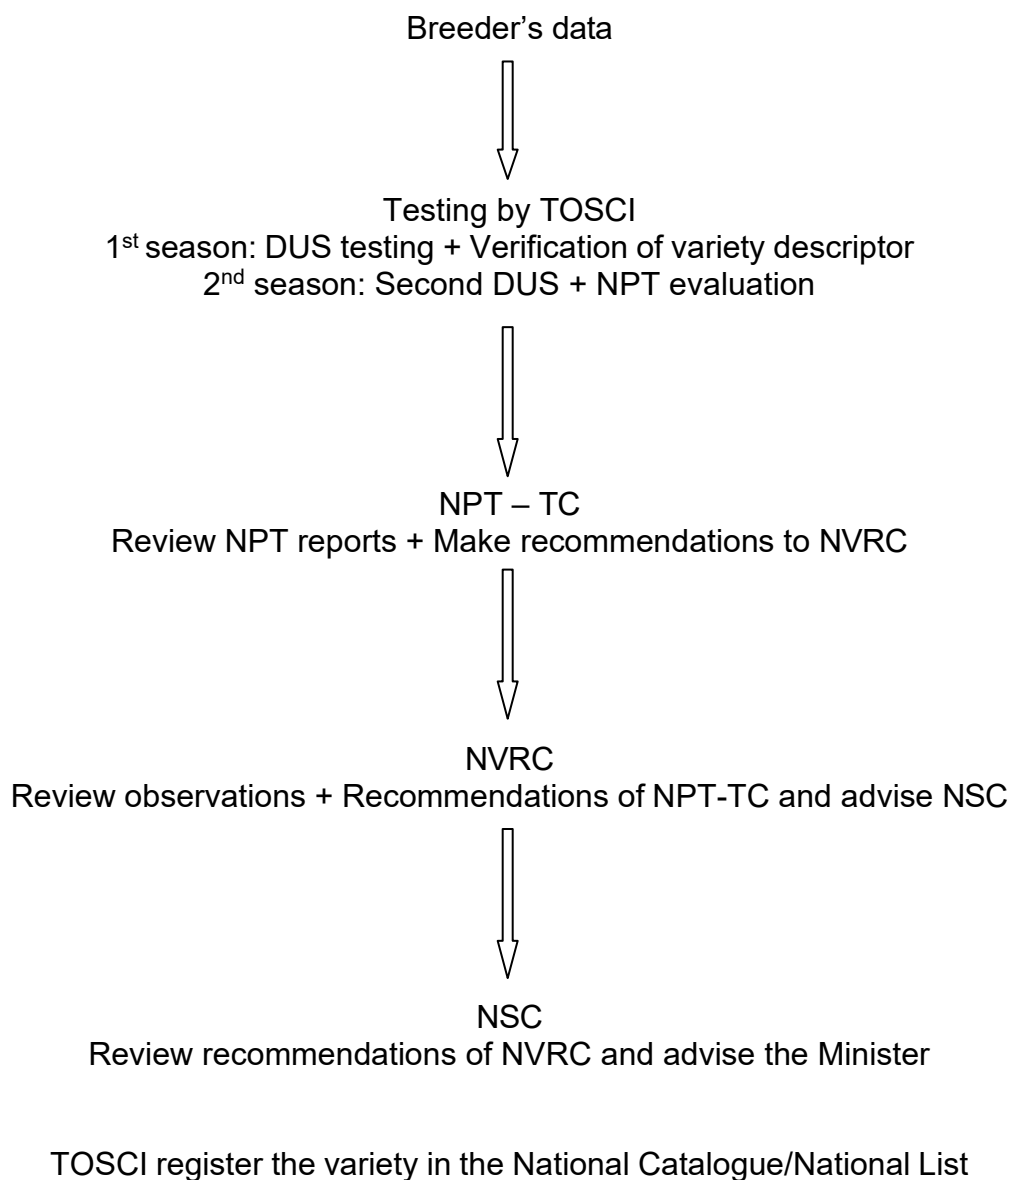 Breeder’s data
Testing by TOSCI
1st season: DUS testing + Verification of variety descriptor
2nd season: Second DUS + NPT evaluation
NPT – TC
Review NPT reports + Make recommendations to NVRC
NVRC
Review observations + Recommendations of NPT-TC and advise NSC
NSC
Review recommendations of NVRC and advise the Minister
TOSCI register the variety in the National Catalogue/National List